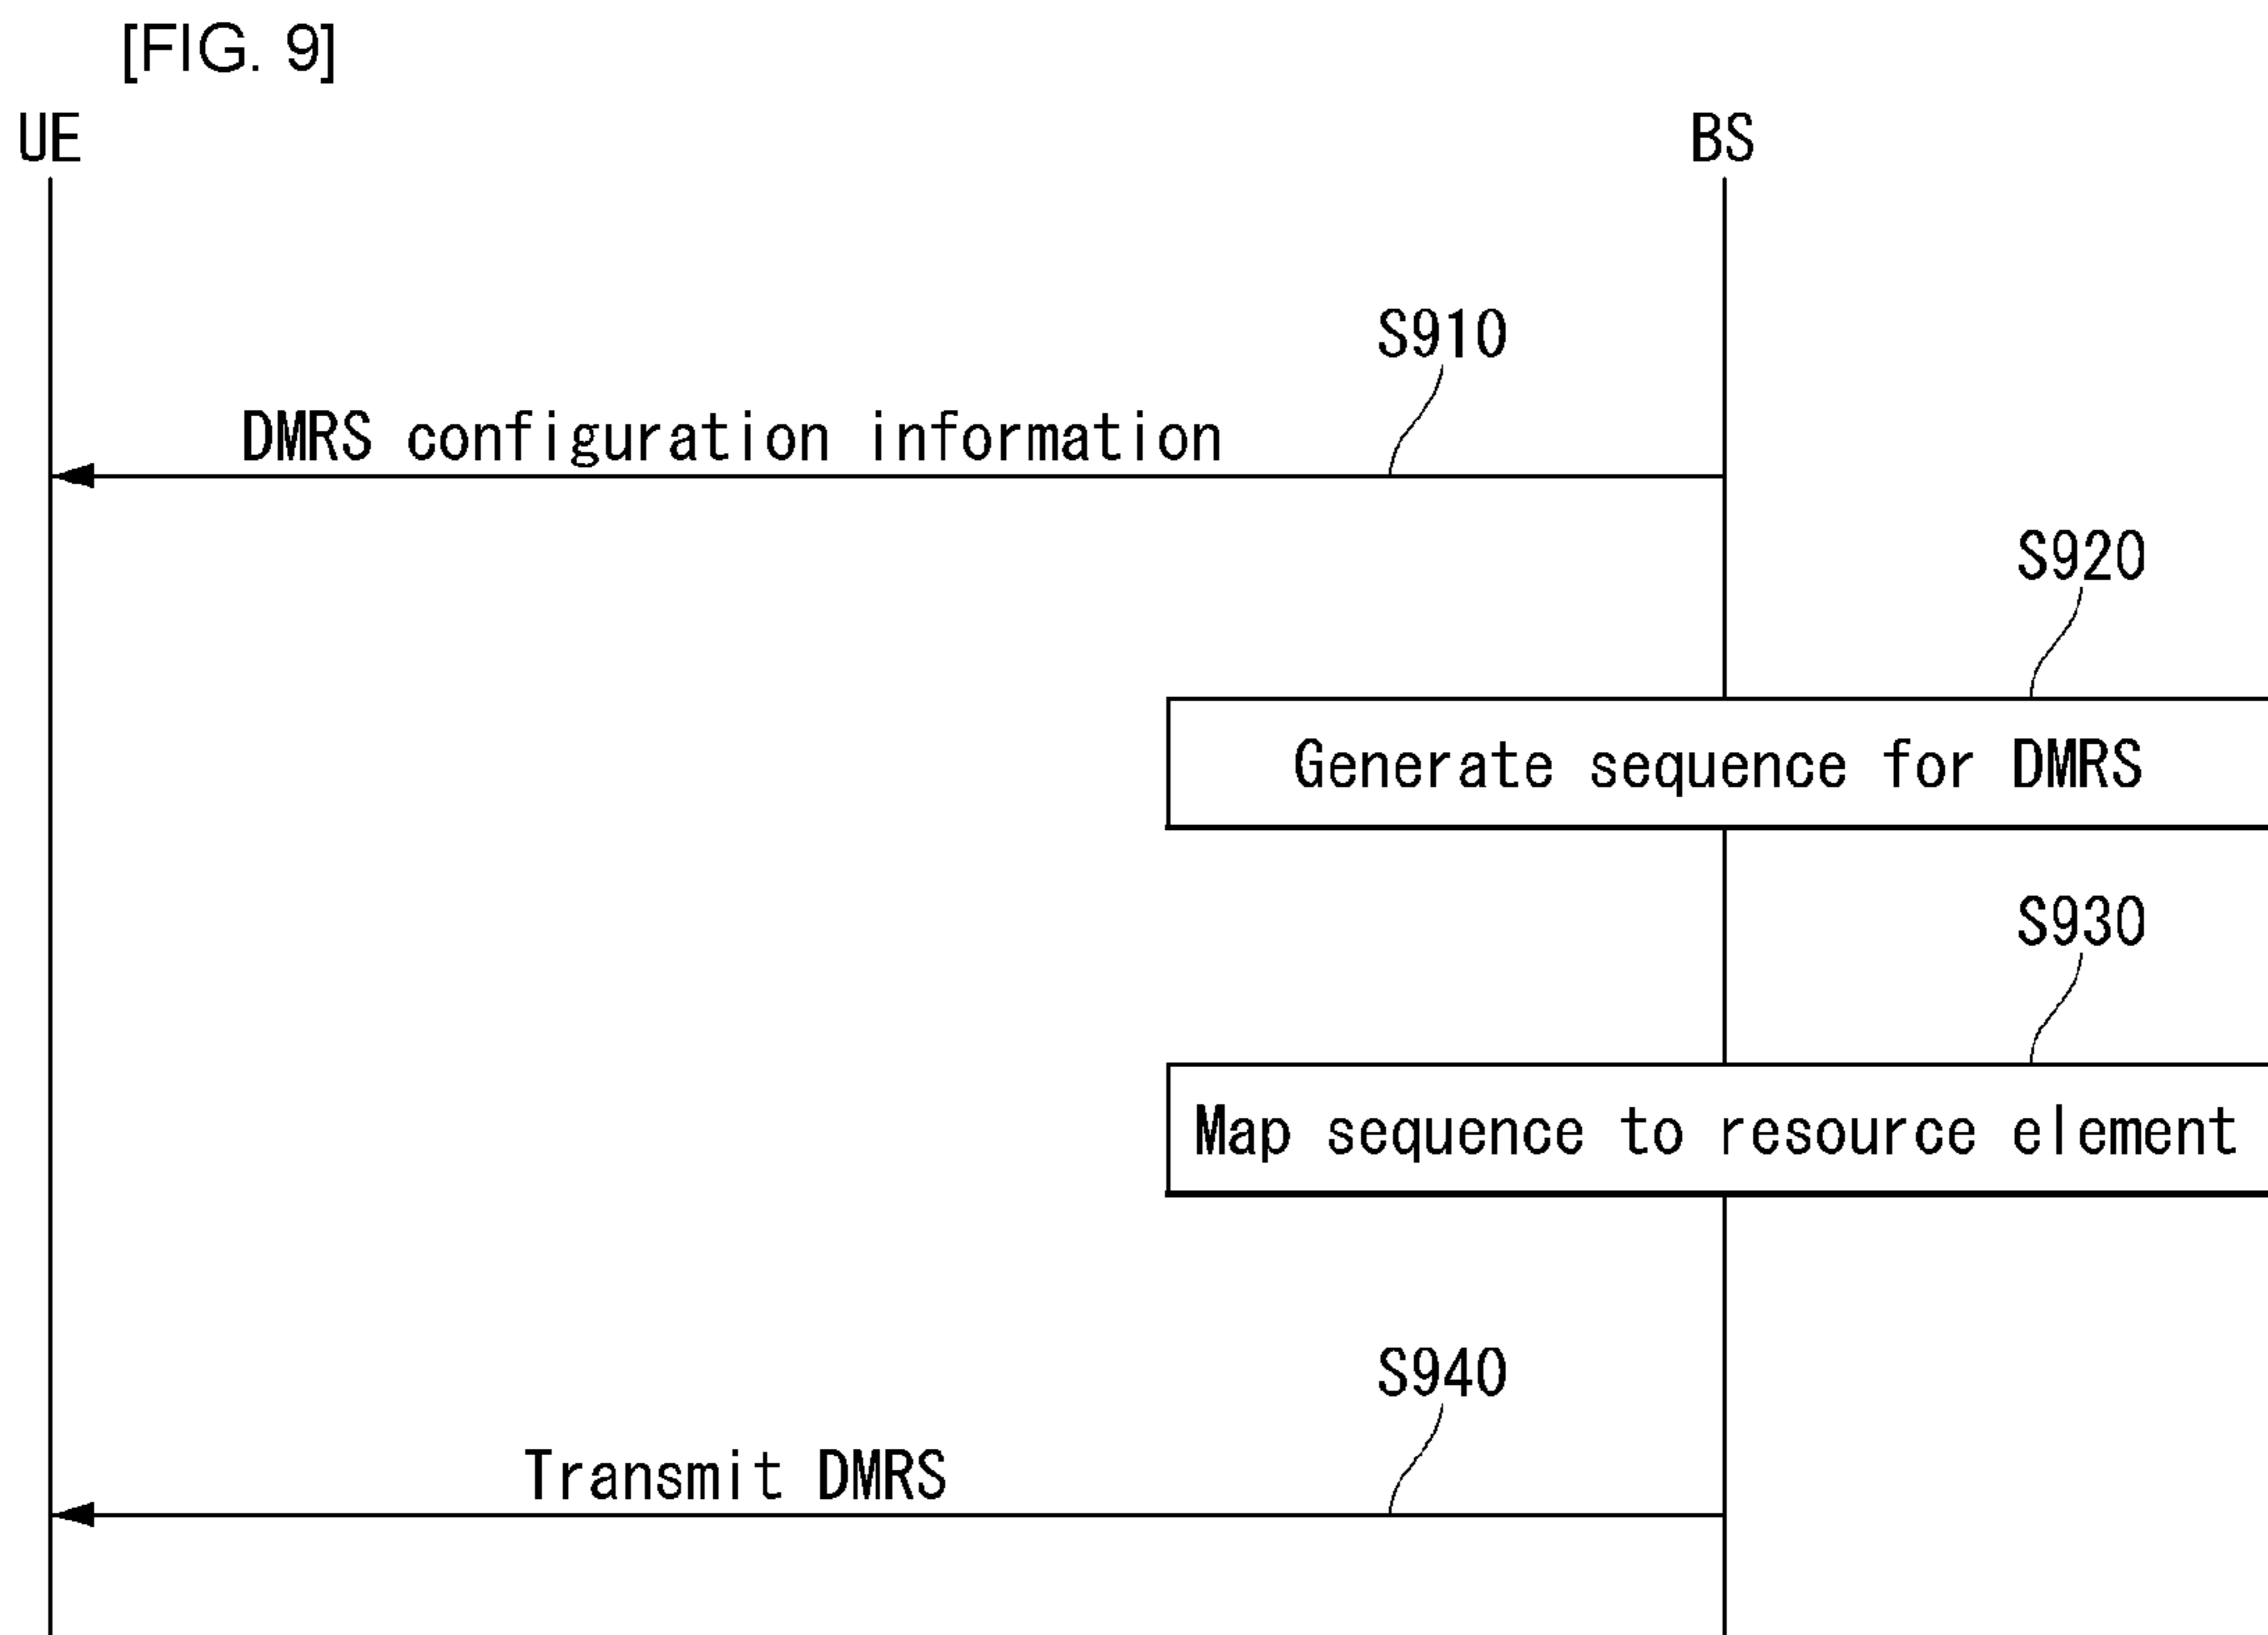 [FIG. 9]
UE
BS
S910
DMRS configuration information
S920
Generate sequence for DMRS
S930
Map sequence to resource element
S940
Transmit DMRS